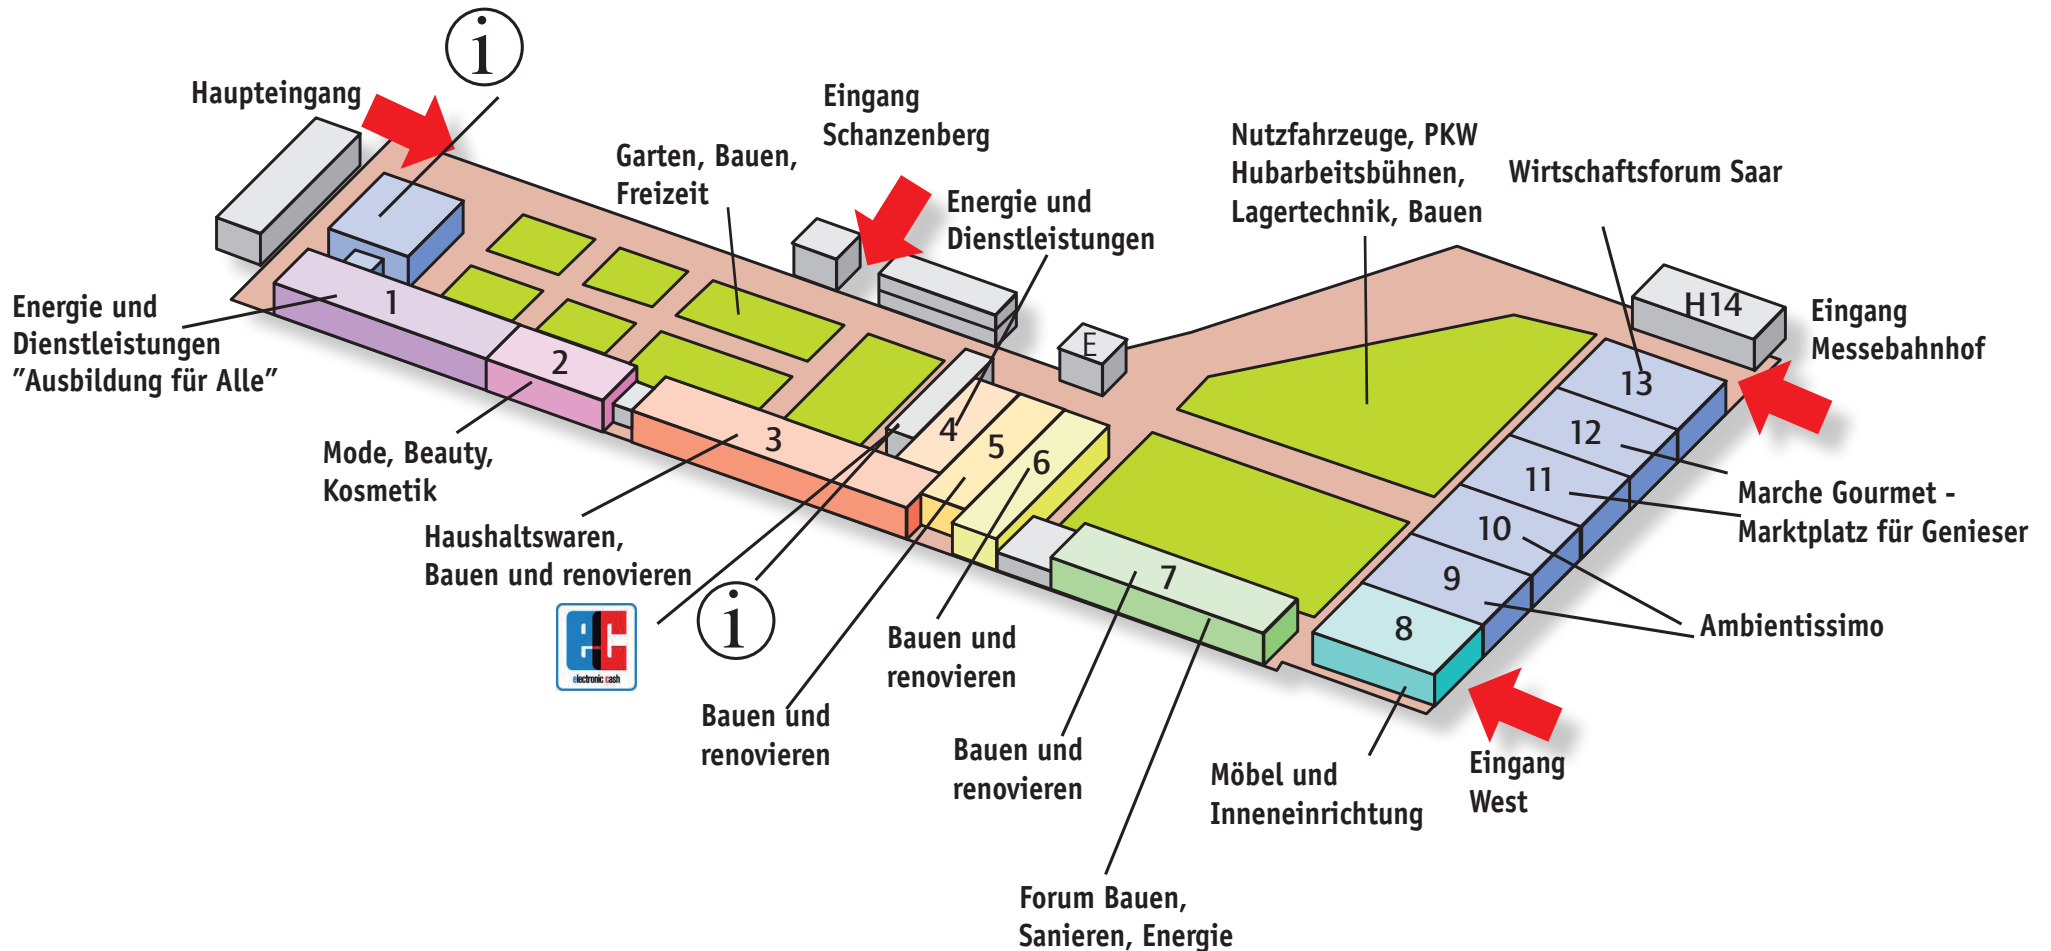 i
Haupteingang
Eingang
Schanzenberg
Garten, Bauen,
Freizeit
Energie und
Dienstleistungen
Nutzfahrzeuge, PKW
Hubarbeitsbühnen,
Lagertechnik, Bauen
Wirtschaftsforum Saar
H14
Eingang
Messebahnhof
Energie und
Dienstleistungen
”Ausbildung für Alle”
1
2
3
4
5
6
E
7
8
9
10
11
12
13
Mode, Beauty,
Kosmetik
Haushaltswaren,
Bauen und renovieren
Marche Gourmet -
Marktplatz für Genieser
ec
electronic cash
i
Bauen und
renovieren
Bauen und
renovieren
Bauen und
renovieren
Ambientissimo
Möbel und
Inneneinrichtung
Eingang
West
Forum Bauen,
Sanieren, Energie